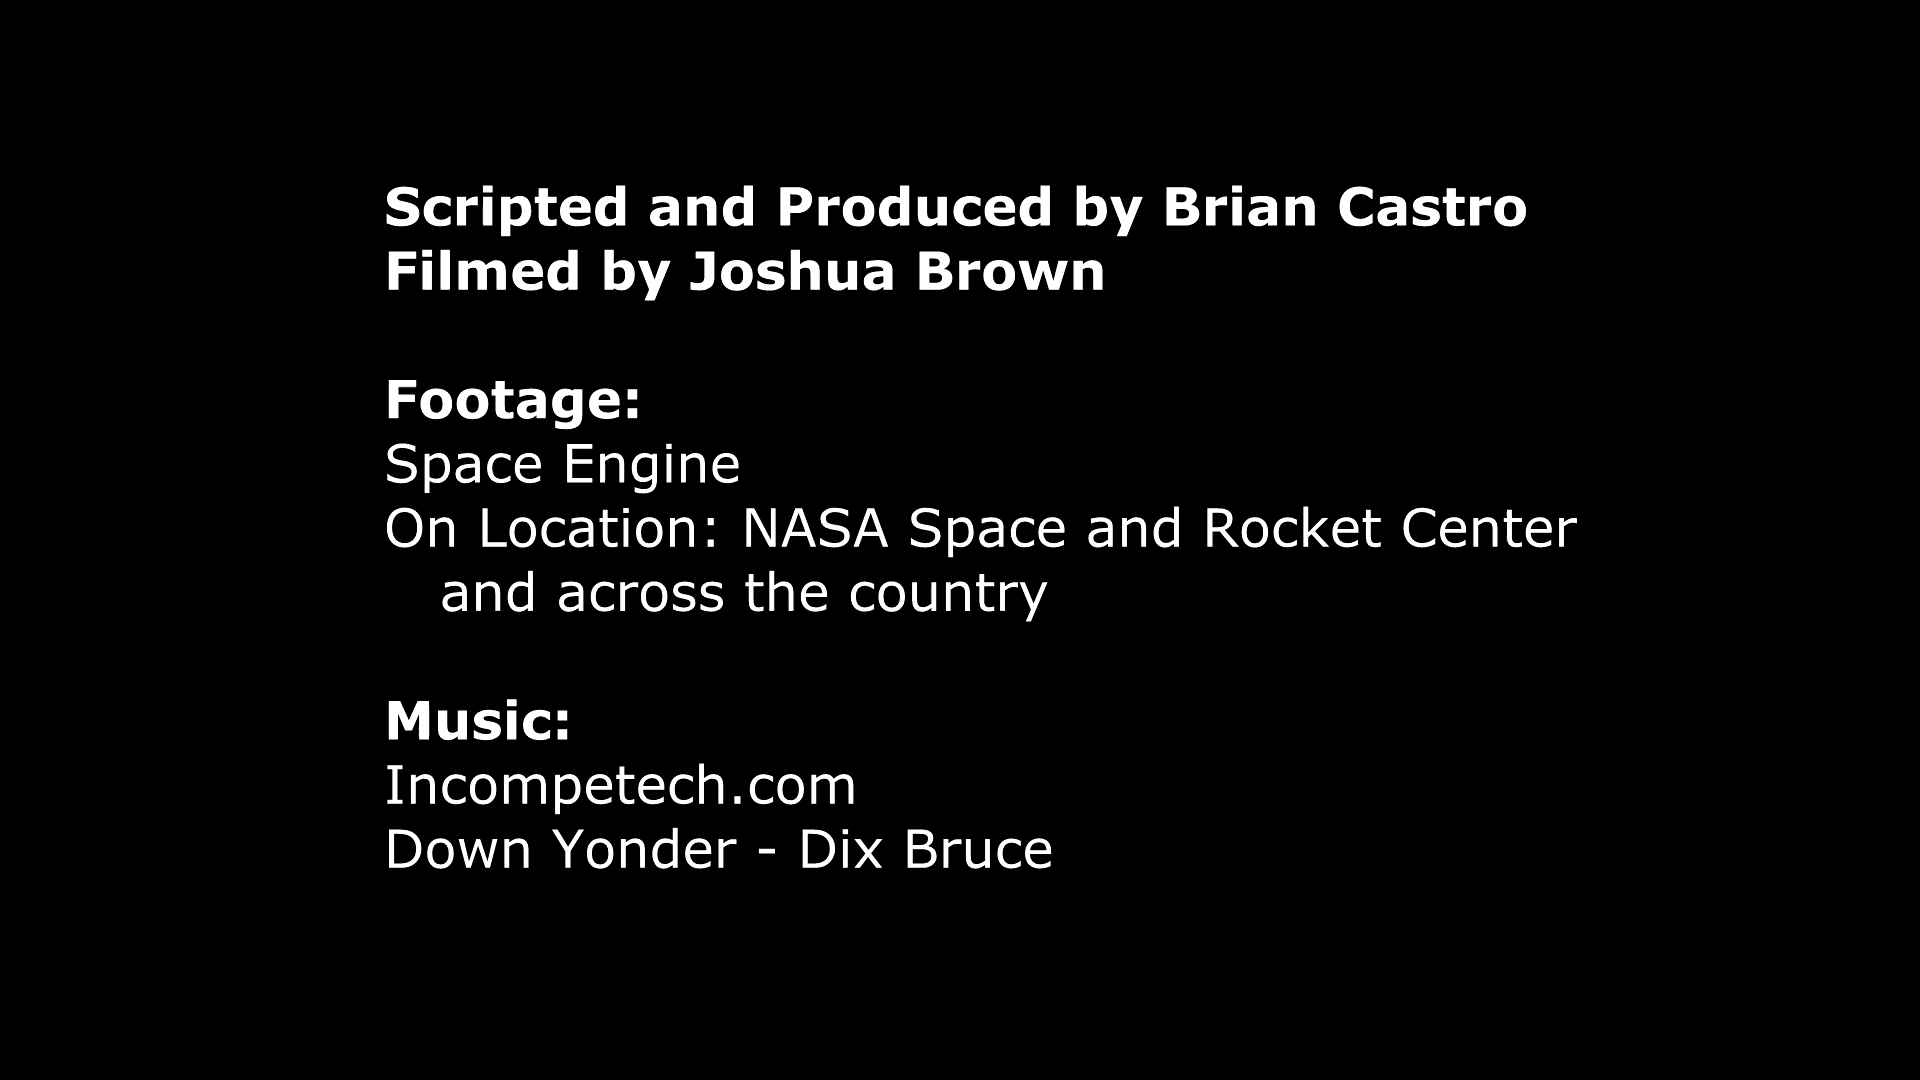 Scripted and Produced by Brian Castro
Filmed by Joshua Brown
Footage:
Space Engine
On Location: NASA Space and Rocket Center
and across the country
Music:
Incompetech.com
Down Yonder - Dix Bruce